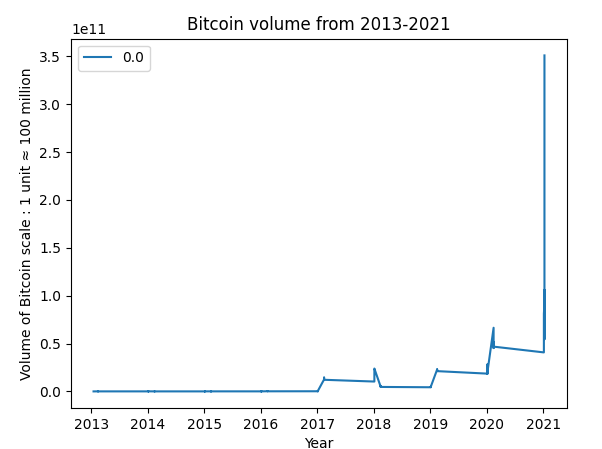 Bitcoin volume from 2013-2021
1e11
0.0
3.5
3.0
2.5
2.0
1.5
1.0
0.5
0.0
Volume of Bitcoin scale : 1 unit ≈ 100 million
2013 2014 2015 2016 2017 2018 2019 2020 2021
Year